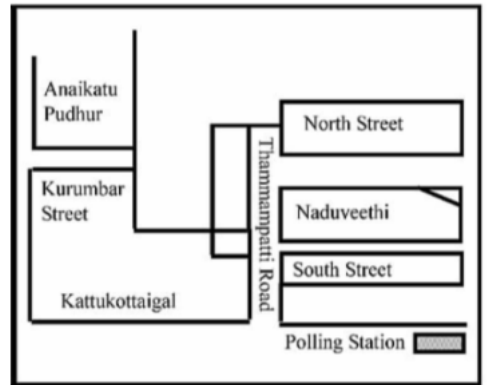 Anaikatu
Pudhur
North Street
Kurumbar
Street
Thammampatti Road
Naduveethi
South Street
Kattukottaigal
Polling Station